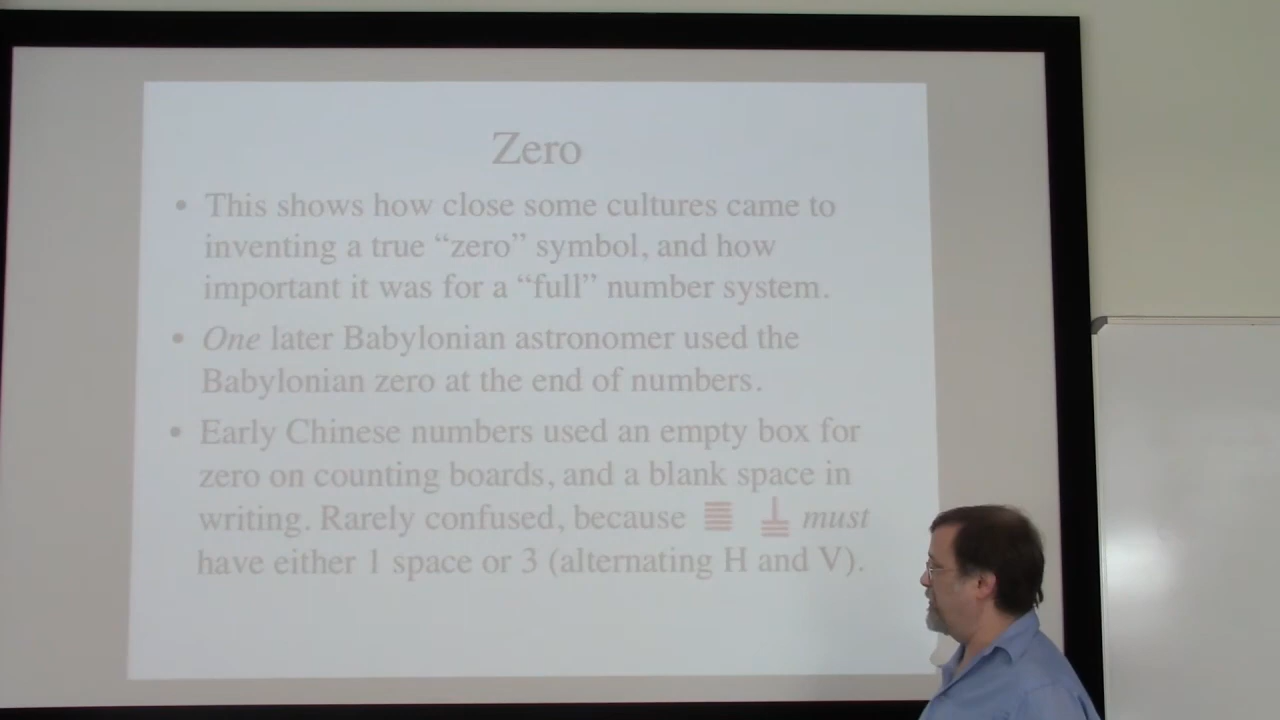 Zero
• This shows how close some cultures came to
inventing a true “zero” symbol, and how
important it was for a “full” number system.
• One later Babylonian astronomer used the
Babylonian zero at the end of numbers.
• Early Chinese numbers used an empty box for
zero on counting boards, and a blank space in
writing. Rarely confused, because must
have either 1 space or 3 (alternating H and V).